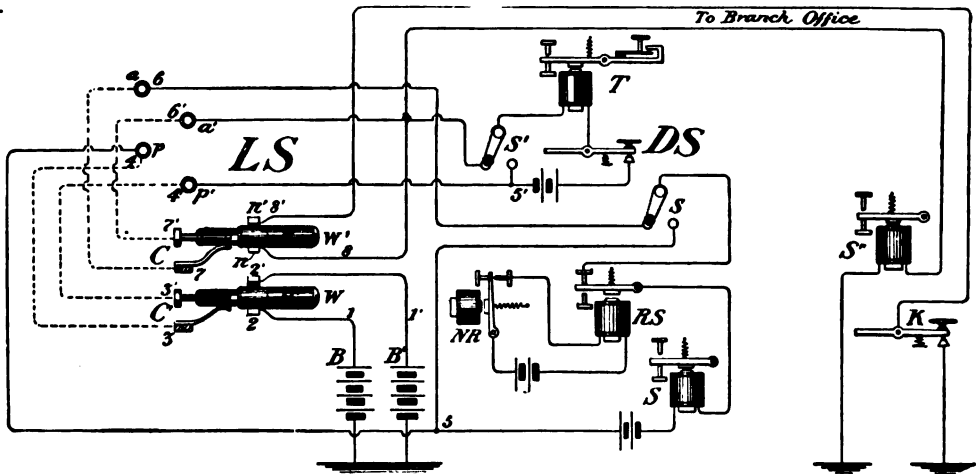 To Branch Office
a 6
6' a'
4 P
4' P'
LS
T
S'
DS
5'
S
7'
n' 8'
C
W'
7
n
8
3'
2'
C'
W
3
2
1
1'
B
B'
NR
RS
S
5
S"
K